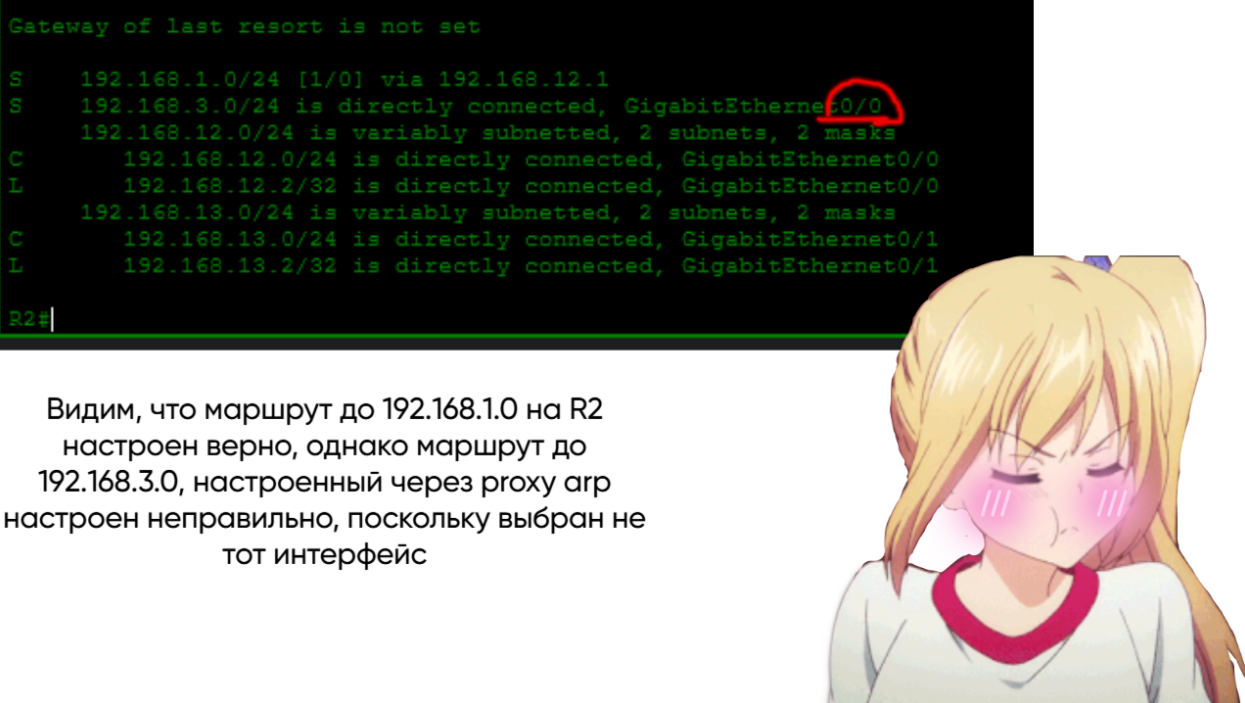 Gateway of last resort is not set
S 192.168.1.0/24 [1/0] via 192.168.12.1
S 192.168.3.0/24 is directly connected, GigabitEthernet0/0
192.168.12.0/24 is variably subnetted, 2 subnets, 2 masks
C 192.168.12.0/24 is directly connected, GigabitEthernet0/0
L 192.168.12.2/32 is directly connected, GigabitEthernet0/0
192.168.13.0/24 is variably subnetted, 2 subnets, 2 masks
C 192.168.13.0/24 is directly connected, GigabitEthernet0/1
L 192.168.13.2/32 is directly connected, GigabitEthernet0/1
R2#
Видим, что маршрут до 192.168.1.0 на R2
настроен верно, однако маршрут до
192.168.3.0, настроенный через proxy arp
настроен неправильно, поскольку выбран не
тот интерфейс